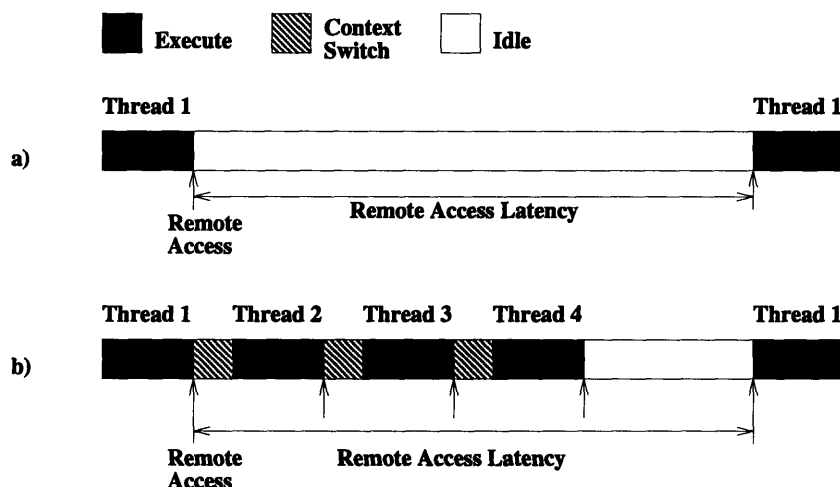 Execute
Context
Switch
Idle
Thread 1
Thread 1
a)
Remote Access Latency
Remote
Access
Thread 1
Thread 2
Thread 3
Thread 4
Thread 1
b)
Remote
Access
Remote Access Latency